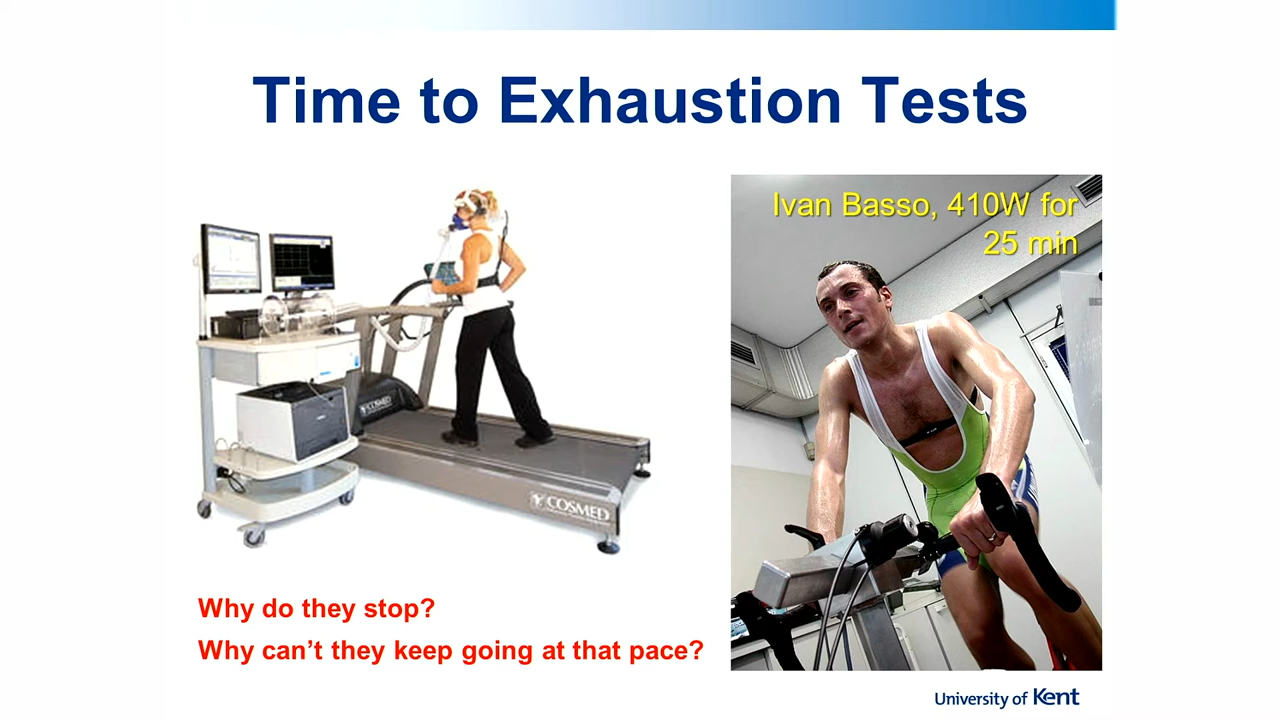 Time to Exhaustion Tests
Ivan Basso, 410W for
25 min
COSMED
COSMED
Why do they stop?
Why can't they keep going at that pace?
University of Kent